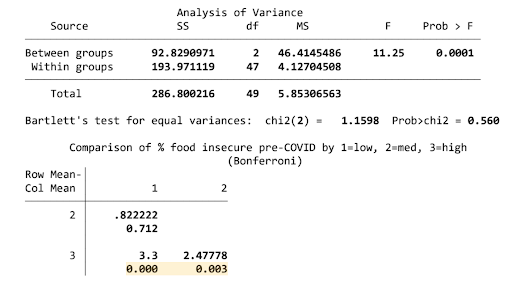 Analysis of Variance
Source SS df MS F Prob > F
Between groups 92.8290971 2 46.4145486 11.25 0.0001
Within groups 193.971119 47 4.12704508
Total 286.800216 49 5.85306563
Bartlett's test for equal variances: chi2(2) = 1.1598 Prob>chi2 = 0.560
Comparison of % food insecure pre-COVID by 1=low, 2=med, 3=high
(Bonferroni)
Row Mean-
Col Mean 1 2
2 .822222
0.712
3 3.3 2.47778
0.000 0.003